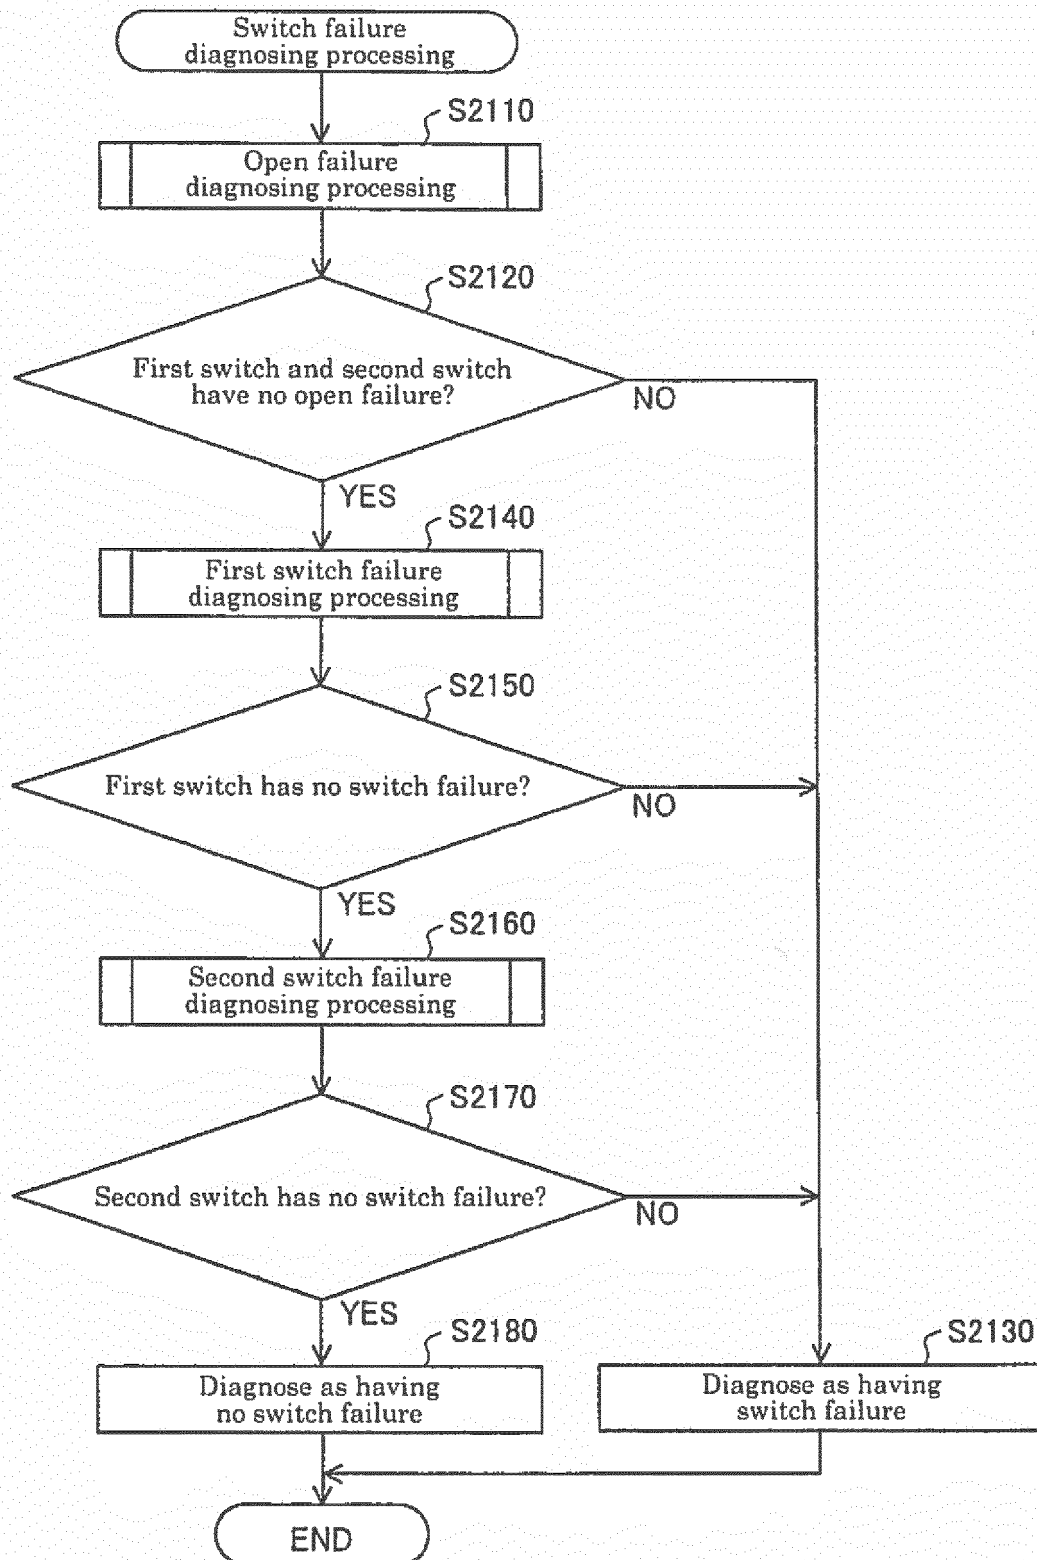 Switch failure
diagnosing processing
S2110
Open failure
diagnosing processing
S2120
First switch and second switch
have no open failure?
NO
YES
S2140
First switch failure
diagnosing processing
S2150
First switch has no switch failure?
NO
YES
S2160
Second switch failure
diagnosing processing
S2170
Second switch has no switch failure?
NO
YES
S2180
Diagnose as having
no switch failure
S2130
Diagnose as having
switch failure
END